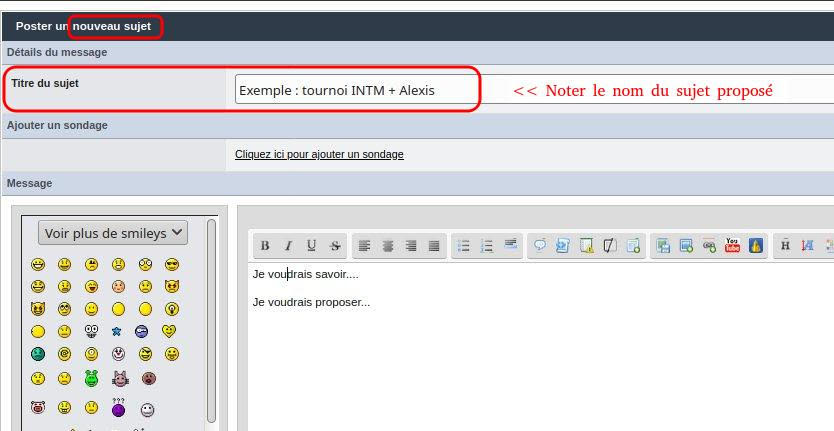 Poster un nouveau sujet
Détails du message
Titre du sujet
Exemple : tournoi INTM + Alexis
<< Noter le nom du sujet proposé
Ajouter un sondage
Cliquez ici pour ajouter un sondage
Message
Voir plus de smileys
B I U S
You Tube
H A
Je voudrais savoir....
Je voudrais proposer...